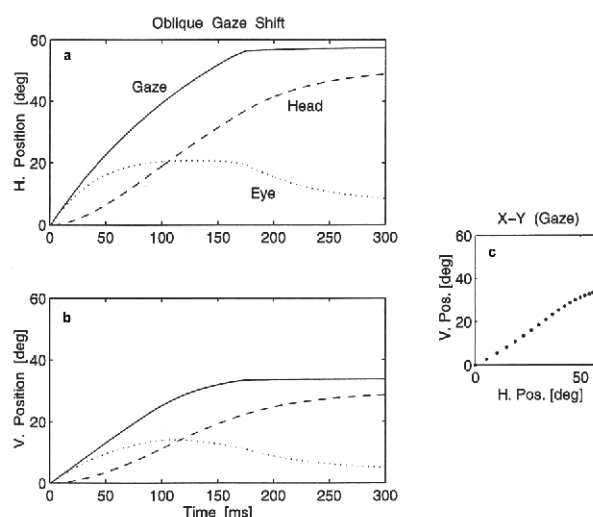 Oblique Gaze Shift
60
a
Gaze
40
Head
H. Position [deg]
20
Eye
0
0 50 100 150 200 250 300
60
b
40
V. Position [deg]
20
0
0 50 100 150 200 250 300
Time [ms]
X-Y (Gaze)
60
c
40
V. Pos. [deg]
20
0
0 50
H. Pos. [deg]